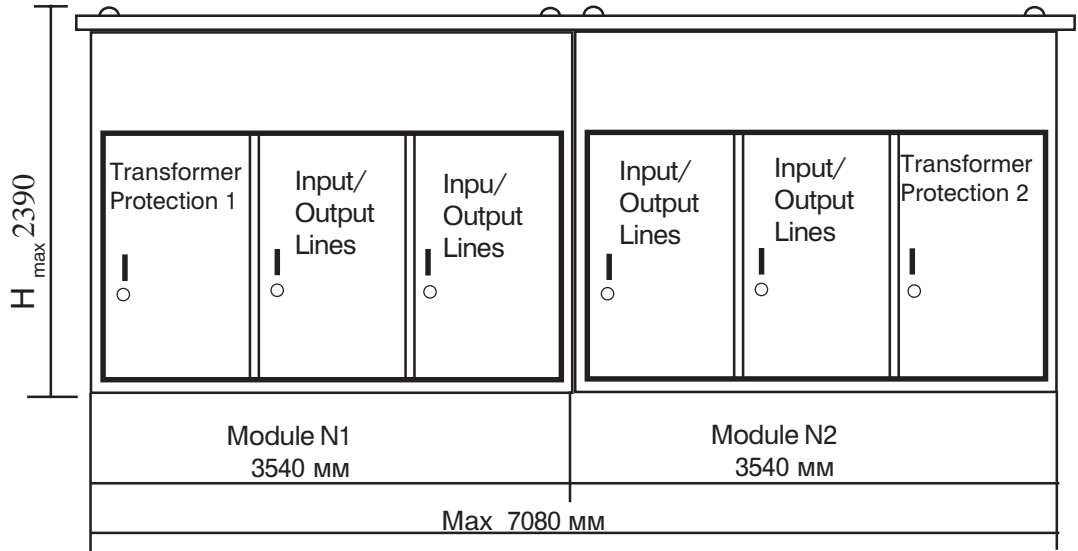 H max 2390
Transformer
Protection 1
Input/
Output
Lines
Inpu/
Output
Lines
Input/
Output
Lines
Input/
Output
Lines
Transformer
Protection 2
Module N1
3540 мм
Module N2
3540 мм
Max 7080 мм